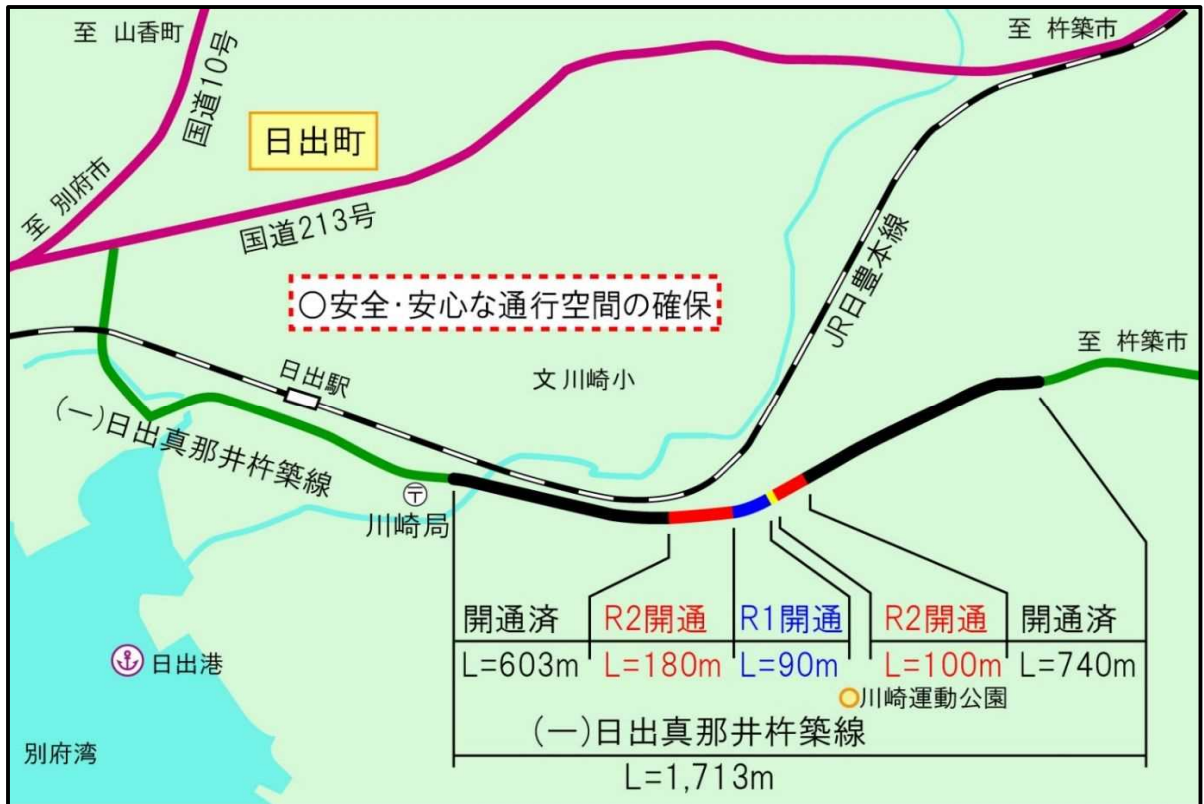 至 山香町
国道10号
至 杵築市
日出町
至 別府市
国道213号
○安全・安心な通行空間の確保
JR日豊本線
至 杵築市
日出駅
文 川崎小
(一)日出真那井杵築線
〒
川崎局
開通済
R2開通
R1開通
R2開通
開通済
L=603m
L=180m
L=90m
L=100m
L=740m
日出港
川崎運動公園
(一)日出真那井杵築線
別府湾
L=1,713m